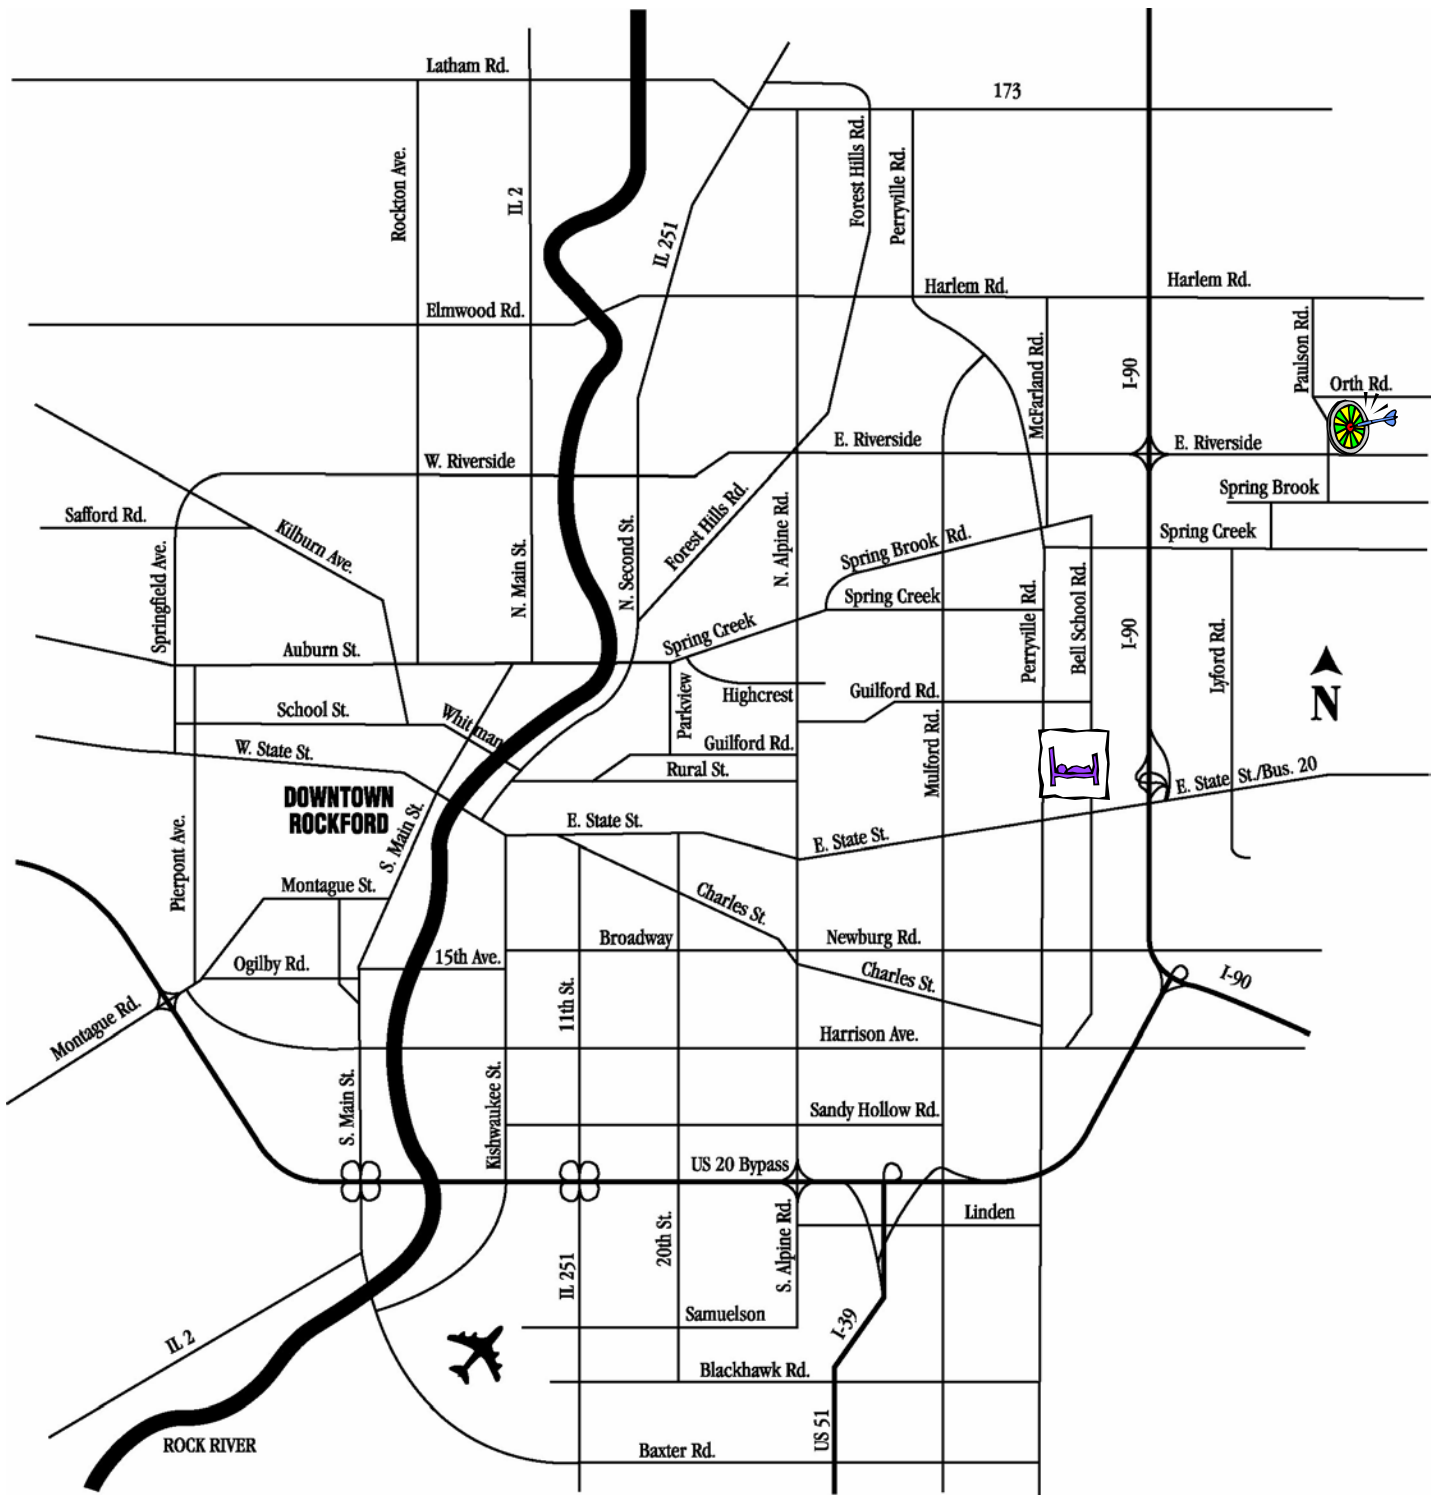 Latham Rd.
173
Rockton Ave.
IL 2
IL 251
Forest Hills Rd.
Perryville Rd.
Harlem Rd.
Harlem Rd.
Elmwood Rd.
McFarland Rd.
I-90
Paulson Rd.
Orth Rd.
E. Riverside
E. Riverside
W. Riverside
Spring Brook
Safford Rd.
Kilburn Ave.
Springfield Ave.
N. Main St.
N. Second St.
Forest Hills Rd.
N. Alpine Rd.
Spring Brook Rd.
Spring Creek
Spring Creek
Perryville Rd.
Bell School Rd.
I-90
Lyford Rd.
Auburn St.
Spring Creek
Parkview
Highcrest
Guilford Rd.
N
School St.
Whitman
W. State St.
Guilford Rd.
Rural St.
Mulford Rd.
E. State St./Bus. 20
DOWNTOWN
ROCKFORD
S. Main St.
E. State St.
E. State St.
Pierpont Ave.
Montague St.
Charles St.
Broadway
Newburg Rd.
Ogilby Rd.
15th Ave.
Charles St.
I-90
Montague Rd.
11th St.
Harrison Ave.
S. Main St.
Kishwaukee St.
Sandy Hollow Rd.
US 20 Bypass
Linden
20th St.
S. Alpine Rd.
IL 251
Samuelson
I-39
IL 2
Blackhawk Rd.
US 51
ROCK RIVER
Baxter Rd.